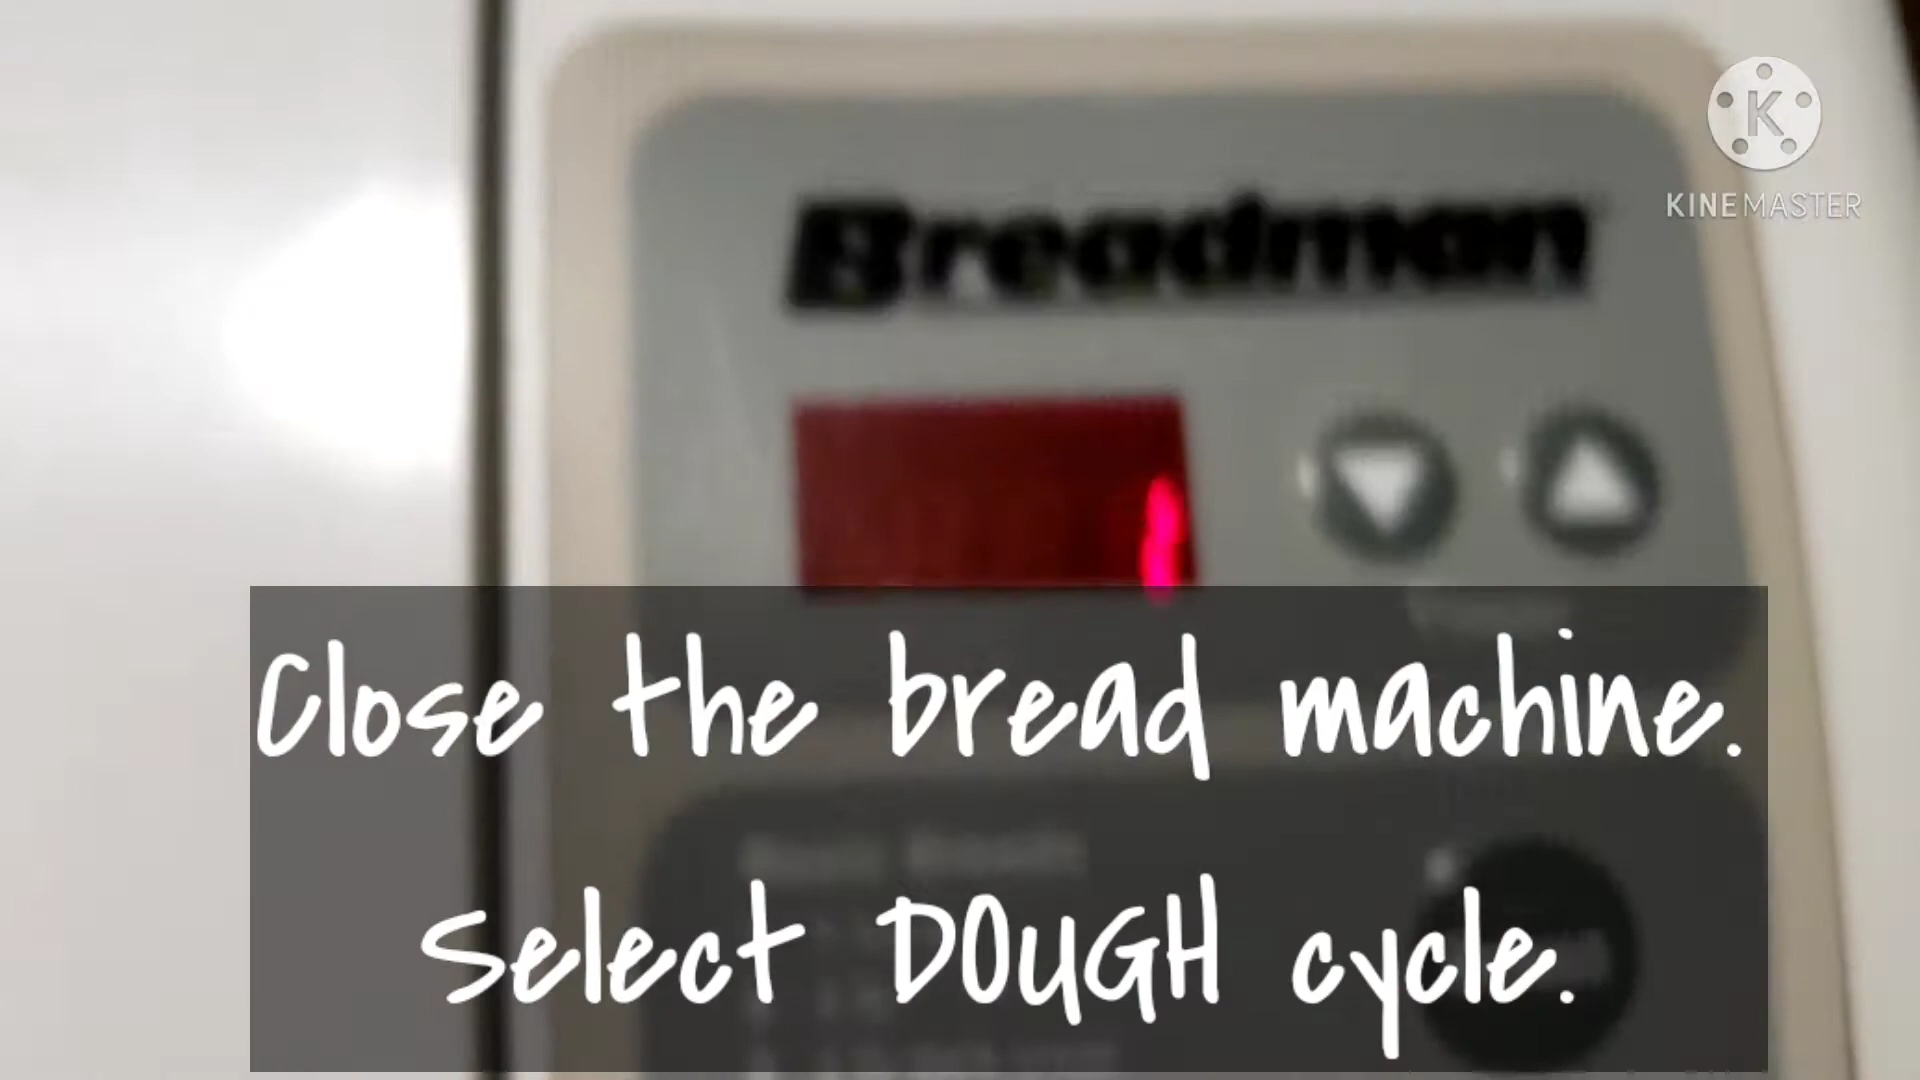 Breadman
K
KINEMASTER
Close the bread machine.
Select DOUGH cycle.